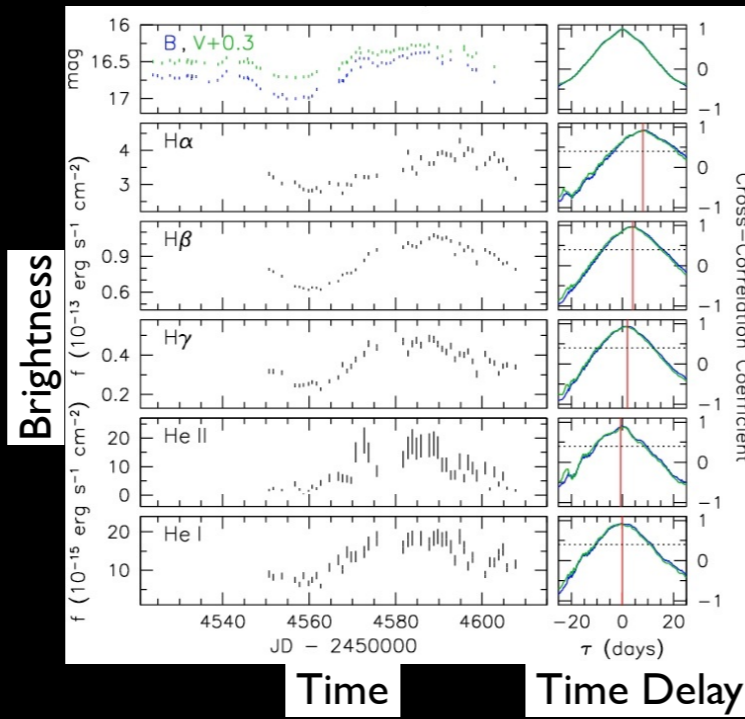 16
16.5
17
mag
B, V+0.3
1
0
−1
4
3
Hα
1
0
−1
0.9
0.6
Hβ
1
0
−1
0.4
0.2
Hγ
1
0
−1
20
10
0
He II
1
0
−1
20
10
He I
1
0
−1
f (10⁻¹³ erg s⁻¹ cm⁻²)
f (10⁻¹⁵ erg s⁻¹ cm⁻²)
Brightness
Cross−Correlation Coefficient
4540 4560 4580 4600
JD − 2450000
−20 0 20
τ (days)
Time
Time Delay